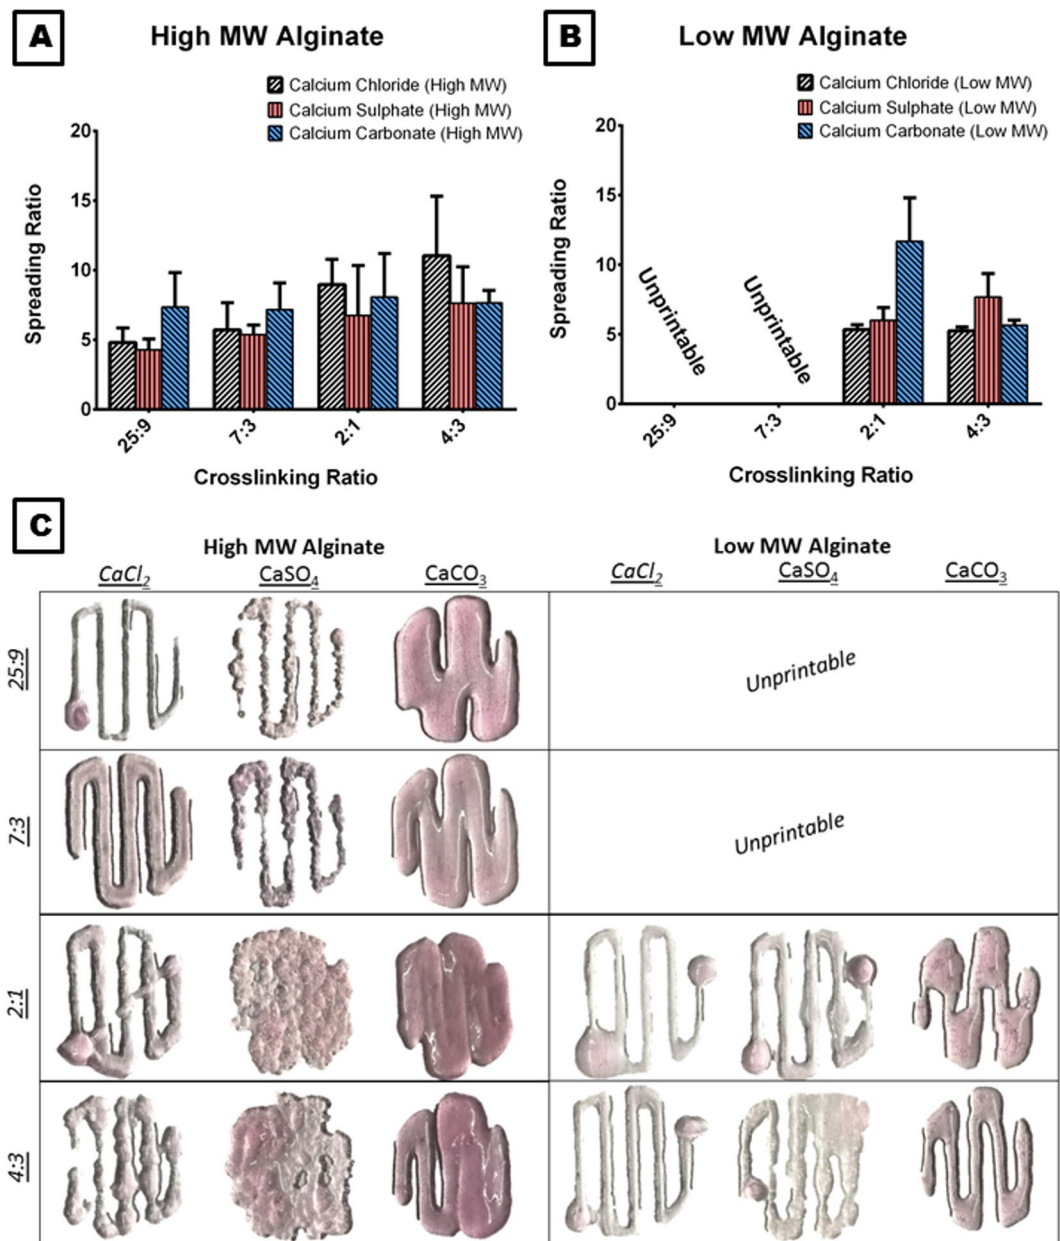 A
High MW Alginate
Calcium Chloride (High MW)
Calcium Sulphate (High MW)
Calcium Carbonate (High MW)
20
15
10
5
0
Spreading Ratio
25:9
7:3
2:1
4:3
Crosslinking Ratio
B
Low MW Alginate
Calcium Chloride (Low MW)
Calcium Sulphate (Low MW)
Calcium Carbonate (Low MW)
20
15
10
5
0
Spreading Ratio
Unprintable
Unprintable
25:9
7:3
2:1
4:3
Crosslinking Ratio
C
High MW Alginate
Low MW Alginate
CaCl₂ CaSO₄ CaCO₃ CaCl₂ CaSO₄ CaCO₃
25:9
Unprintable
7:3
Unprintable
2:1
4:3